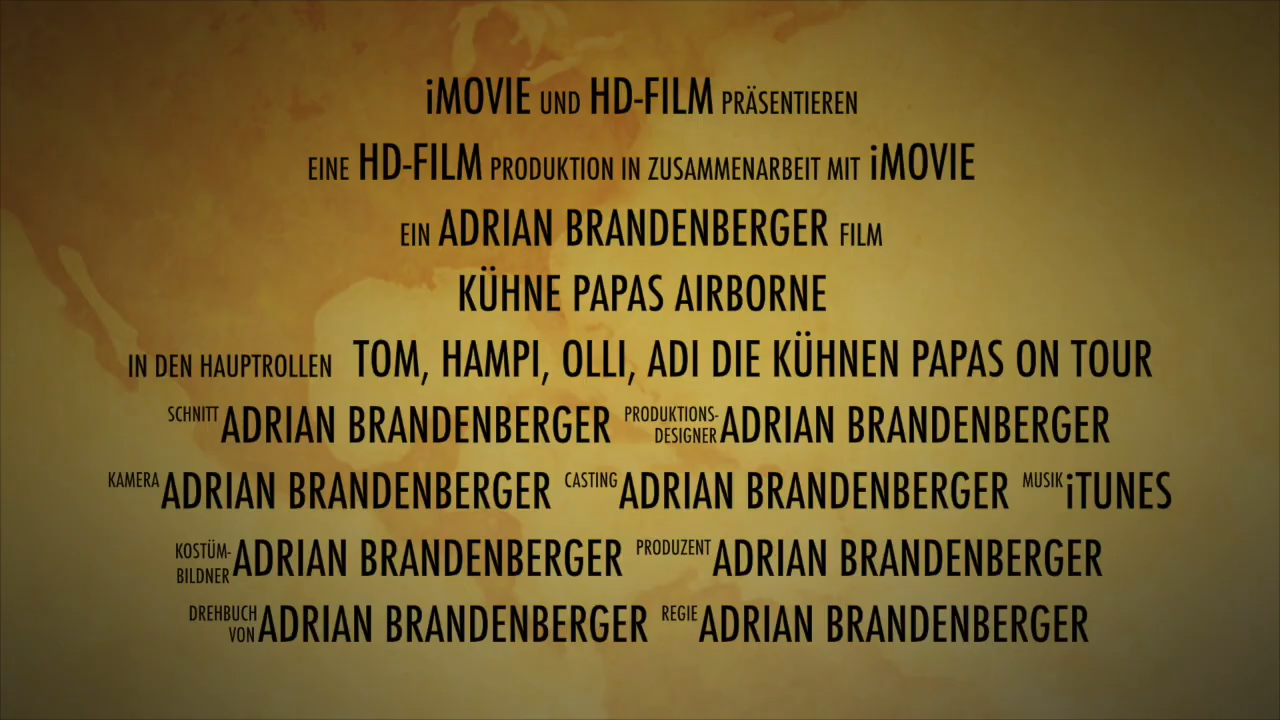 iMOVIE UND HD-FILM PRÄSENTIEREN
EINE HD-FILM PRODUKTION IN ZUSAMMENARBEIT MIT iMOVIE
EIN ADRIAN BRANDENBERGER FILM
KÜHNE PAPAS AIRBORNE
IN DEN HAUPTROLLEN TOM, HAMPI, OLLI, ADI DIE KÜHNEN PAPAS ON TOUR
SCHNITT ADRIAN BRANDENBERGER PRODUKTIONS-DESIGNER ADRIAN BRANDENBERGER
KAMERA ADRIAN BRANDENBERGER CASTING ADRIAN BRANDENBERGER MUSIK iTUNES
KOSTÜM-BILDNER ADRIAN BRANDENBERGER PRODUZENT ADRIAN BRANDENBERGER
DREHBUCH VON ADRIAN BRANDENBERGER REGIE ADRIAN BRANDENBERGER